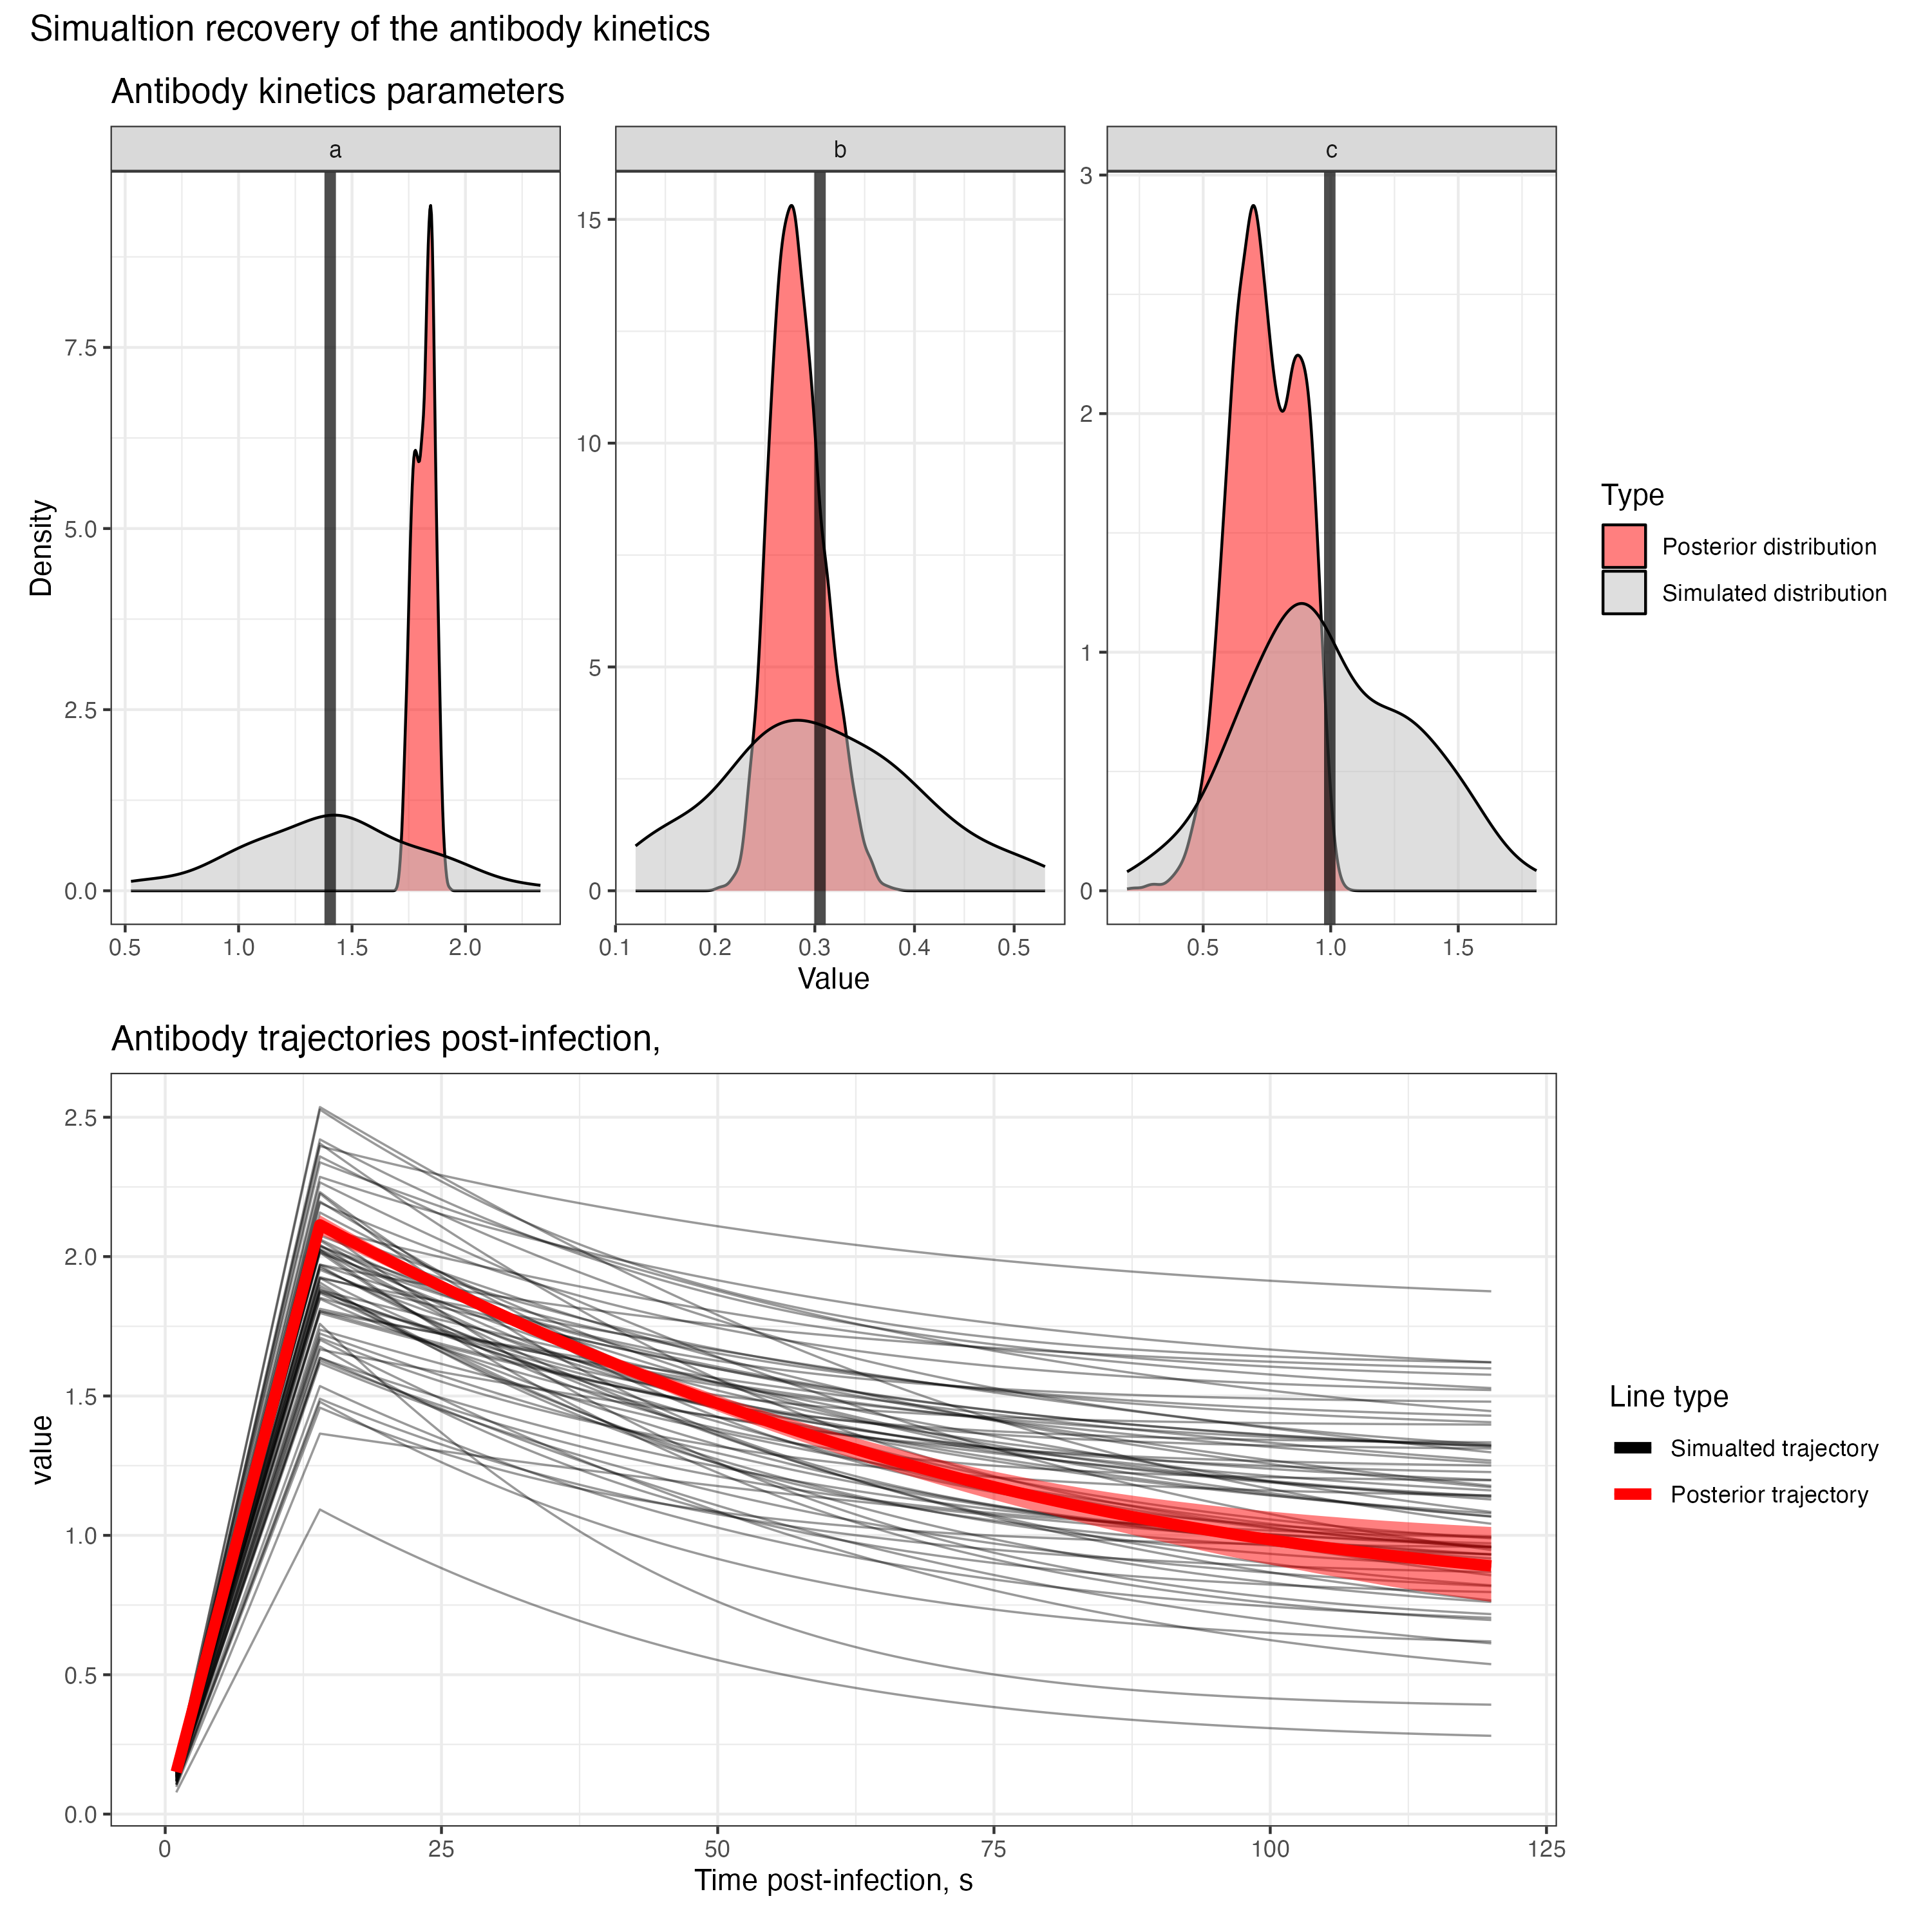 Simualtion recovery of the antibody kinetics
Antibody kinetics parameters
a
b
c
Density
7.5
5.0
2.5
0.0
15
10
5
0
3
2
1
0
0.5 1.0 1.5 2.0
0.1 0.2 0.3 0.4 0.5
0.5 1.0 1.5
Value
Type
Posterior distribution
Simulated distribution
Antibody trajectories post-infection,
value
2.5
2.0
1.5
1.0
0.5
0.0
0 25 50 75 100 125
Time post-infection, s
Line type
Simualted trajectory
Posterior trajectory